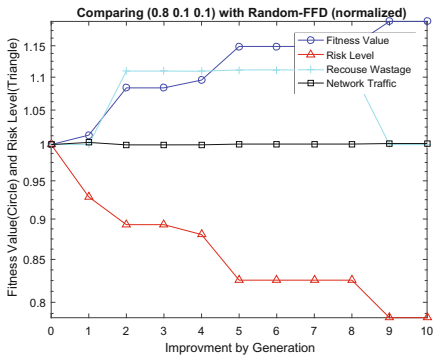 Comparing (0.8 0.1 0.1) with Random-FFD (normalized)
Fitness Value(Circle) and Risk Level(Triangle)
1.15
1.1
1.05
1
0.95
0.9
0.85
0.8
Fitness Value
Risk Level
Recouse Wastage
Network Traffic
0 1 2 3 4 5 6 7 8 9 10
Improvment by Generation